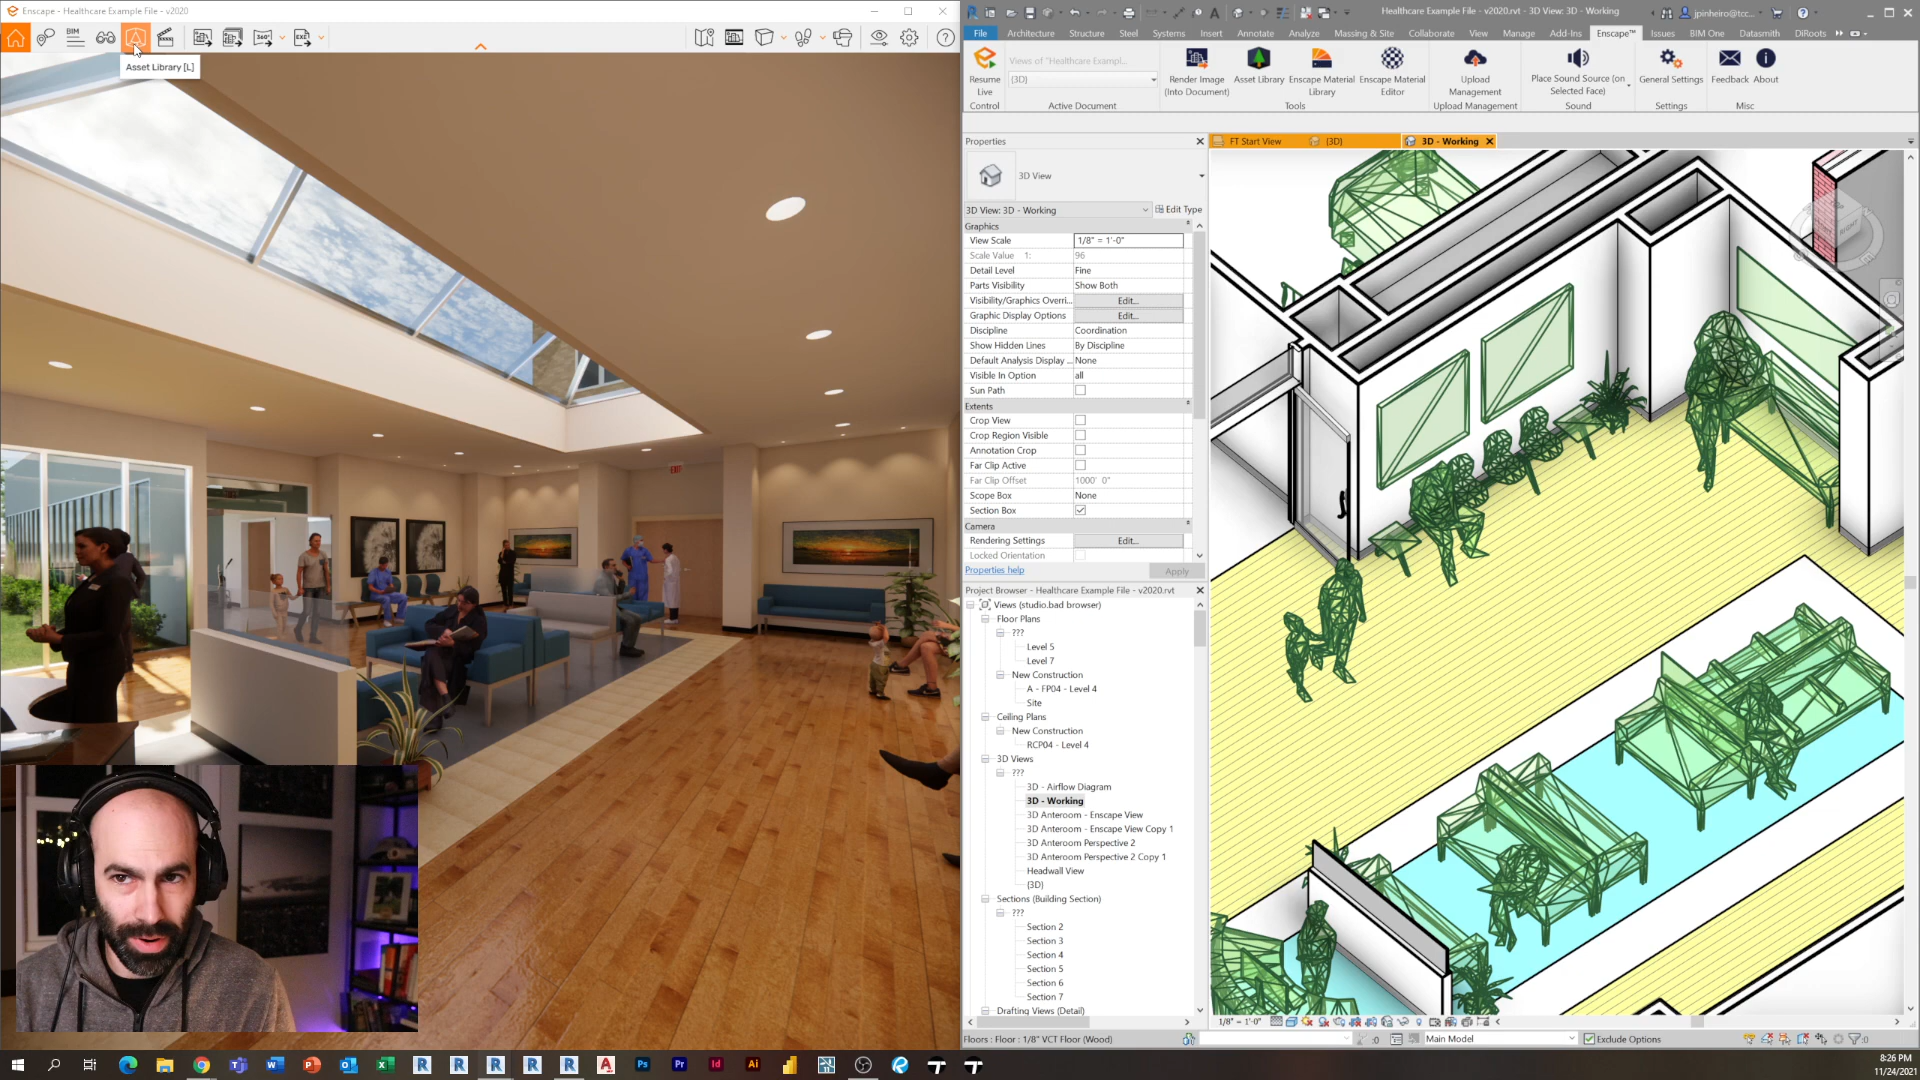 Enscape - Healthcare Example File - v2020
BIM
360°
EXE
Asset Library [L]
EXIT
Healthcare Example File - v2020.rvt - 3D View: 3D - Working
jpinheiro@tcc...
File Architecture Structure Steel Systems Insert Annotate Analyze Massing & Site Collaborate View Manage Add-Ins Enscape™ Issues BIM One Datasmith DiRoots
Resume
Live
Control
Views of "Healthcare Exampl...
{3D}
Active Document
Render Image
(Into Document)
Asset Library
Enscape Material
Library
Enscape Material
Editor
Tools
Upload
Management
Upload Management
Place Sound Source (on
Selected Face)
Sound
General Settings
Settings
Feedback
About
Misc
Properties
3D View
3D View: 3D - Working
Edit Type
Graphics
View Scale 1/8" = 1'-0"
Scale Value 1: 96
Detail Level Fine
Parts Visibility Show Both
Visibility/Graphics Overri... Edit...
Graphic Display Options Edit...
Discipline Coordination
Show Hidden Lines By Discipline
Default Analysis Display ... None
Visible In Option all
Sun Path
Extents
Crop View
Crop Region Visible
Annotation Crop
Far Clip Active
Far Clip Offset 1000' 0"
Scope Box None
Section Box
Camera
Rendering Settings Edit...
Locked Orientation
Properties help
Apply
Project Browser - Healthcare Example File - v2020.rvt
Views (studio.bad browser)
Floor Plans
???
Level 5
Level 7
New Construction
A - FP04 - Level 4
Site
Ceiling Plans
New Construction
RCP04 - Level 4
3D Views
???
3D - Airflow Diagram
3D - Working
3D Anteroom - Enscape View
3D Anteroom - Enscape View Copy 1
3D Anteroom Perspective 2
3D Anteroom Perspective 2 Copy 1
Headwall View
{3D}
Sections (Building Section)
???
Section 2
Section 3
Section 4
Section 5
Section 6
Section 7
Drafting Views (Detail)
FT Start View
{3D}
3D - Working
RIGHT
1/8" = 1'-0"
Floors : Floor : 1/8" VCT Floor (Wood)
:0
Main Model
Exclude Options
:0
8:26 PM
11/24/2021